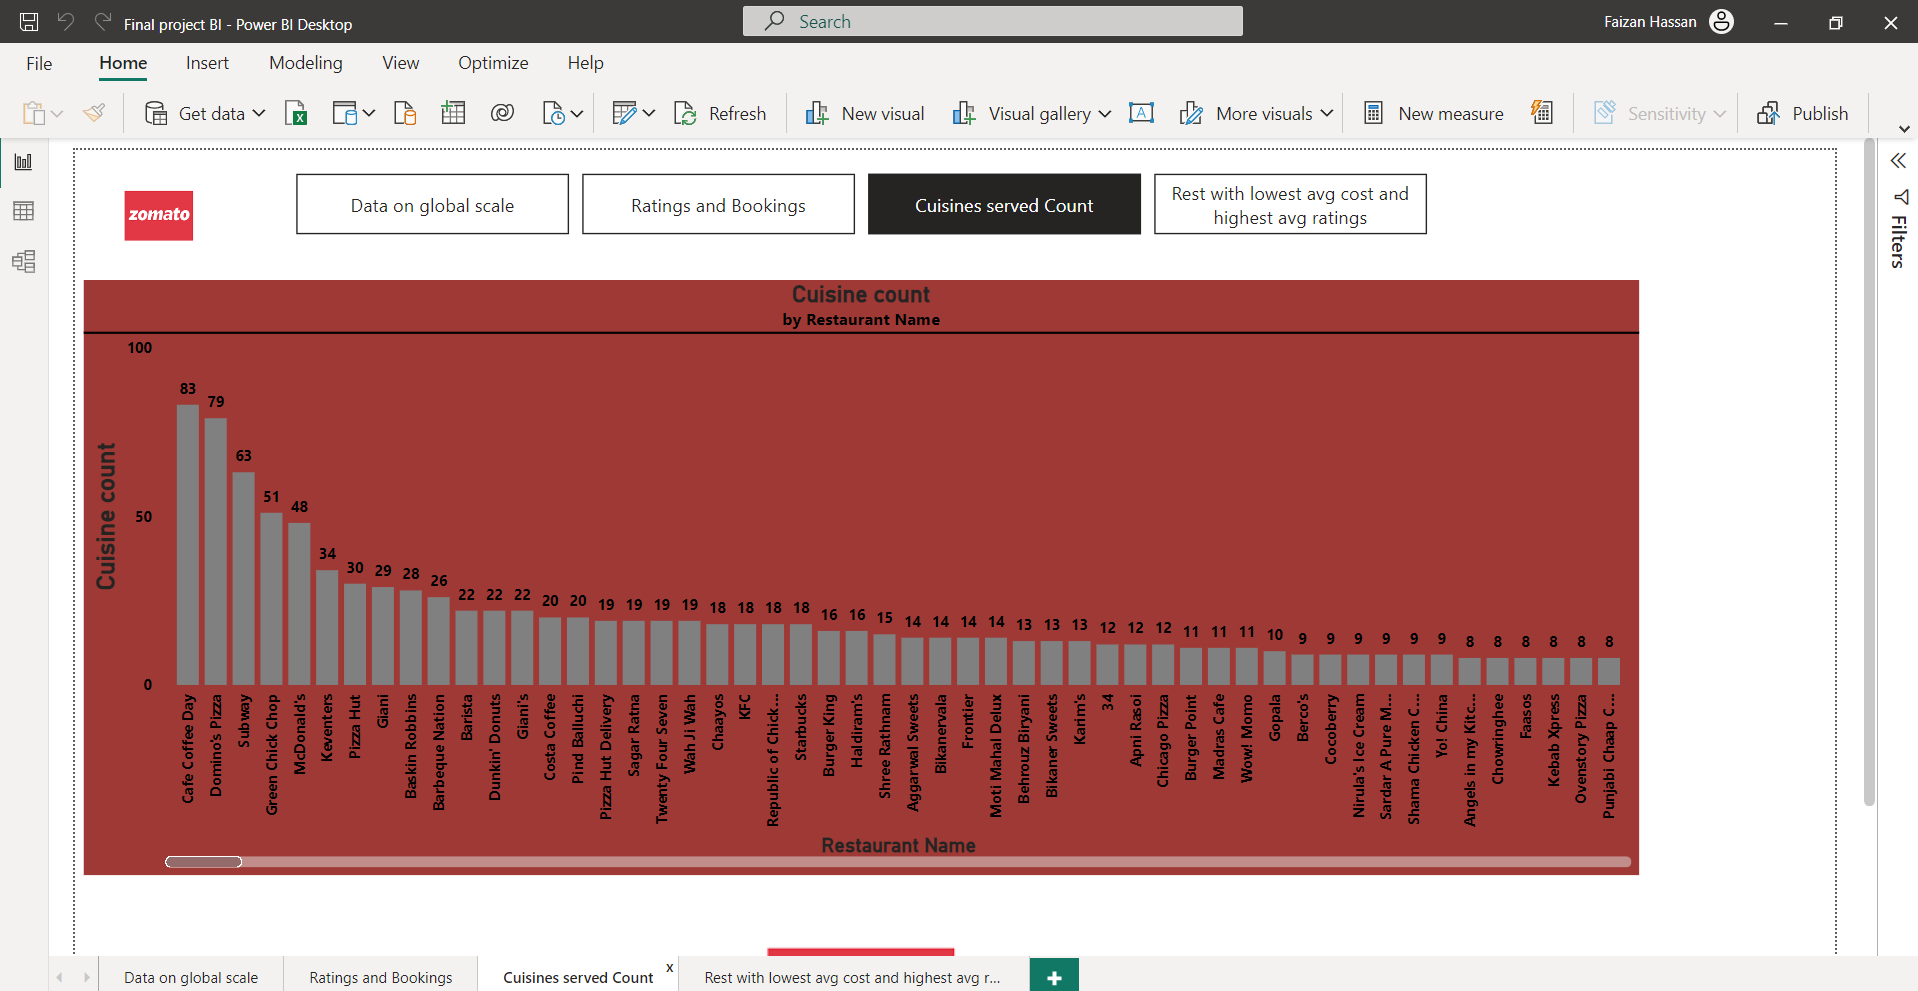 Final project BI - Power BI Desktop
Search
Faizan Hassan
File
Home
Insert
Modeling
View
Optimize
Help
Get data
Refresh
New visual
Visual gallery
A
More visuals
New measure
Sensitivity
Publish
zomato
Data on global scale
Ratings and Bookings
Cuisines served Count
Rest with lowest avg cost and
highest avg ratings
Filters
Cuisine count
by Restaurant Name
Cuisine count
100
50
0
83
79
63
51
48
34
30
29
28
26
22
22
22
20
20
19
19
19
19
18
18
18
18
16
16
15
14
14
14
14
13
13
13
12
12
12
11
11
11
10
9
9
9
9
9
9
8
8
8
8
8
8
Cafe Coffee Day
Domino's Pizza
Subway
Green Chick Chop
McDonald's
Keventers
Pizza Hut
Giani
Baskin Robbins
Barbeque Nation
Barista
Dunkin' Donuts
Giani's
Costa Coffee
Pind Balluchi
Pizza Hut Delivery
Sagar Ratna
Twenty Four Seven
Wah Ji Wah
Chaayos
KFC
Republic of Chick...
Starbucks
Burger King
Haldiram's
Shree Rathnam
Aggarwal Sweets
Bikanervala
Frontier
Moti Mahal Delux
Behrouz Biryani
Bikaner Sweets
Karim's
34
Apni Rasoi
Chicago Pizza
Burger Point
Madras Cafe
Wow! Momo
Gopala
Berco's
Cocoberry
Nirula's Ice Cream
Sardar A Pure M...
Shama Chicken C...
Yo! China
Angels in my Kitc...
Chowringhee
Faasos
Kebab Xpress
Ovenstory Pizza
Punjabi Chaap C...
Restaurant Name
Data on global scale
Ratings and Bookings
Cuisines served Count
x
Rest with lowest avg cost and highest avg r...
+